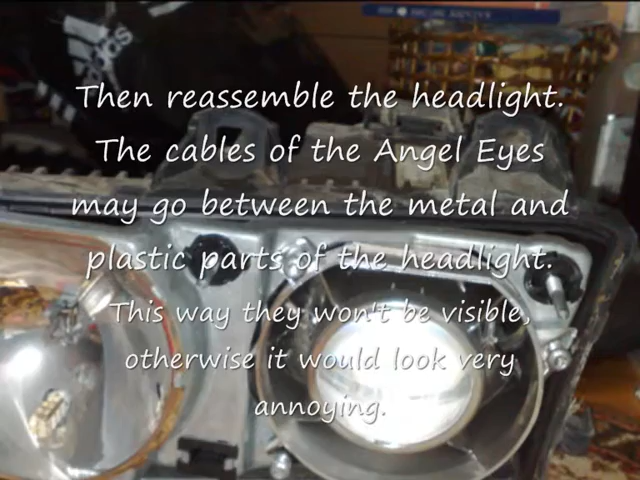 adidas
Then reassemble the headlight.
The cables of the Angel Eyes
may go between the metal and
plastic parts of the headlight.
This way they won't be visible,
otherwise it would look very
annoying.